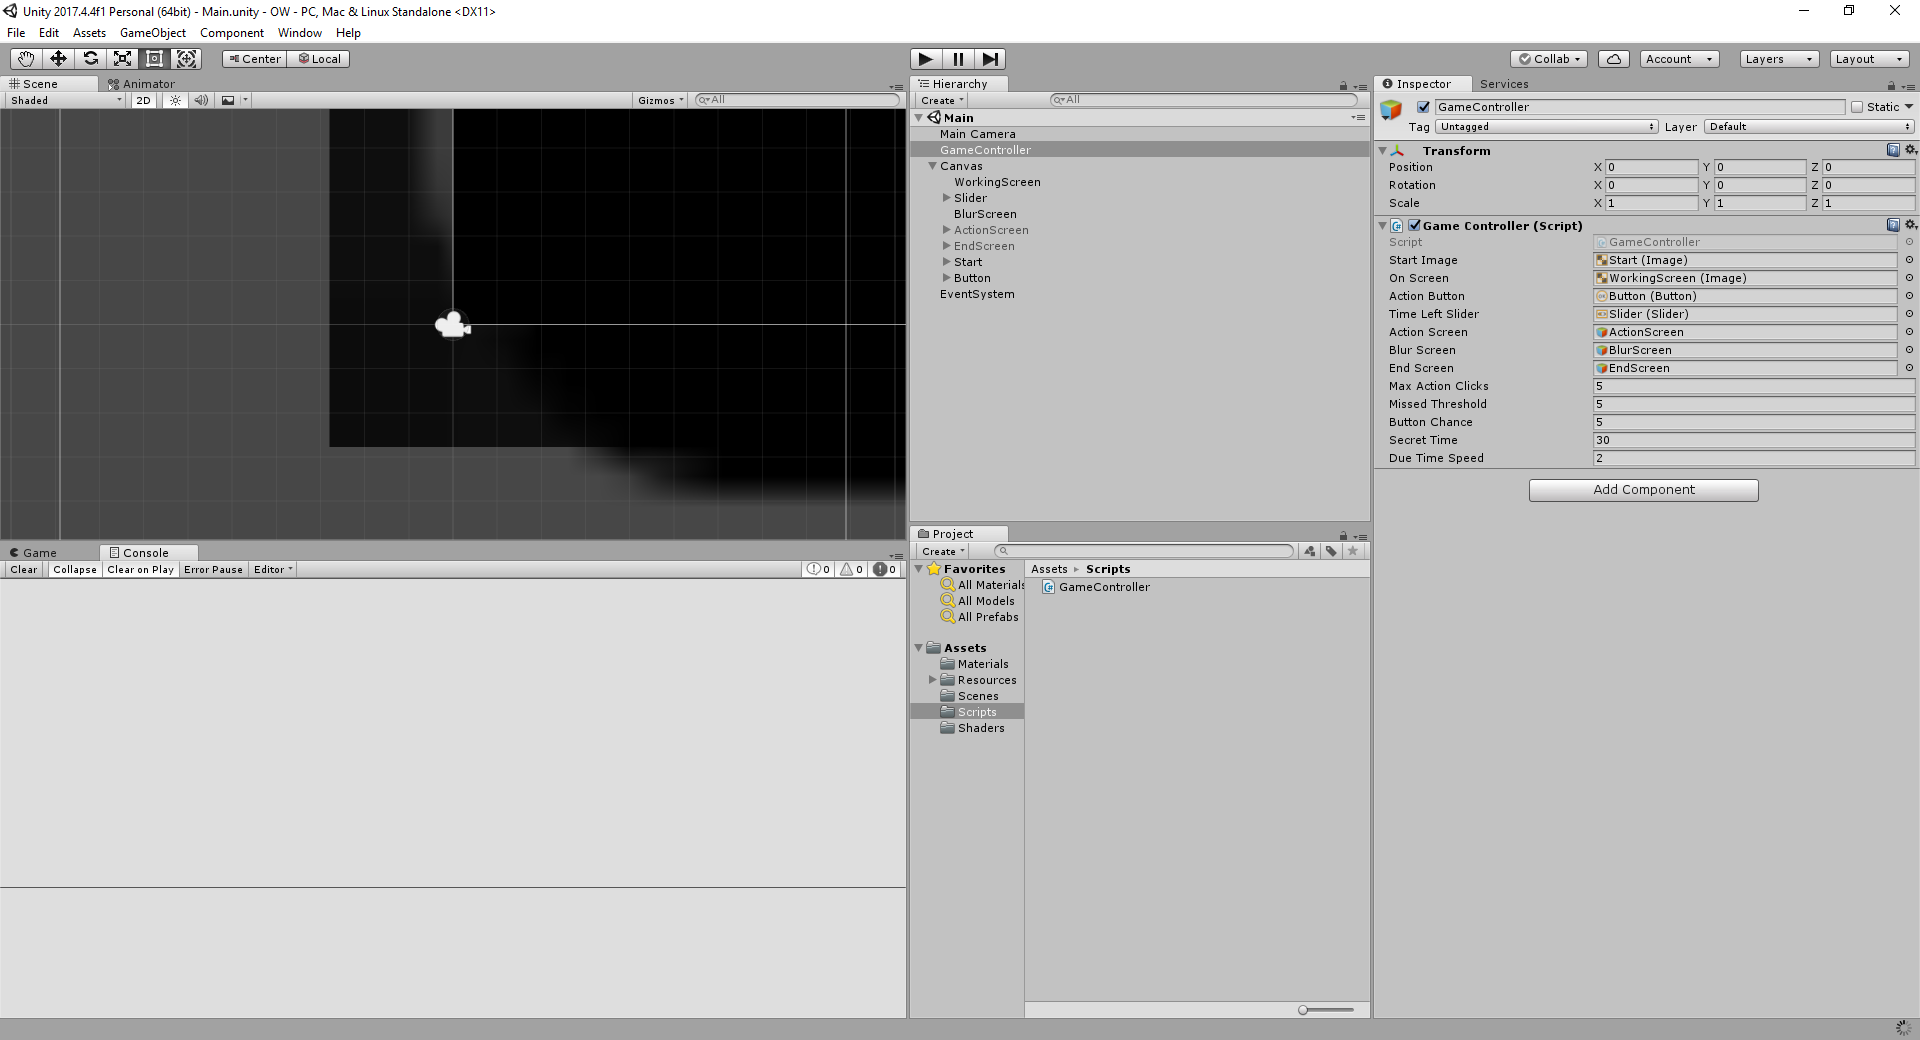 Unity 2017.4.4f1 Personal (64bit) - Main.unity - OW - PC, Mac & Linux Standalone <DX11>
File Edit Assets GameObject Component Window Help
Center Local
Collab Account Layers Layout
Scene Animator
Shaded 2D Gizmos All
Hierarchy
Create All
Main
Main Camera
GameController
Canvas
WorkingScreen
Slider
BlurScreen
ActionScreen
EndScreen
Start
Button
EventSystem
Inspector Services
GameController Static
Tag Untagged Layer Default
Transform
Position X 0 Y 0 Z 0
Rotation X 0 Y 0 Z 0
Scale X 1 Y 1 Z 1
Game Controller (Script)
Script GameController
Start Image Start (Image)
On Screen WorkingScreen (Image)
Action Button Button (Button)
Time Left Slider Slider (Slider)
Action Screen ActionScreen
Blur Screen BlurScreen
End Screen EndScreen
Max Action Clicks 5
Missed Threshold 5
Button Chance 5
Secret Time 30
Due Time Speed 2
Add Component
Game Console
Clear Collapse Clear on Play Error Pause Editor 0 0 0
Project
Create
Favorites
All Materials
All Models
All Prefabs
Assets
Materials
Resources
Scenes
Scripts
Shaders
Assets Scripts
GameController